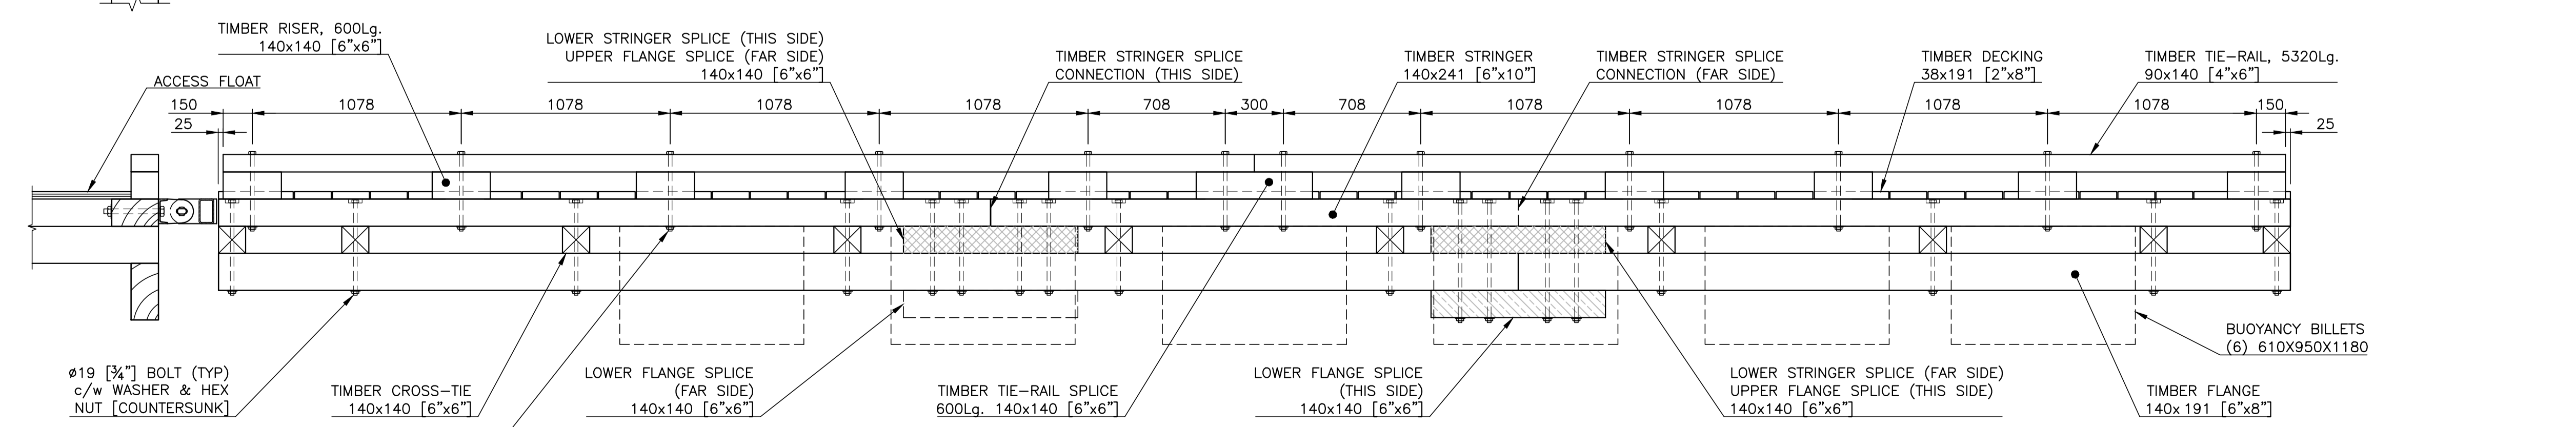 TIMBER RISER, 600Lg.
140x140 [6"x6"]
LOWER STRINGER SPLICE (THIS SIDE)
UPPER FLANGE SPLICE (FAR SIDE)
140x140 [6"x6"]
TIMBER STRINGER SPLICE
CONNECTION (THIS SIDE)
TIMBER STRINGER
140x241 [6"x10"]
TIMBER STRINGER SPLICE
CONNECTION (FAR SIDE)
TIMBER DECKING
38x191 [2"x8"]
TIMBER TIE-RAIL, 5320Lg.
90x140 [4"x6"]
ACCESS FLOAT
150 1078 1078 1078 1078 708 300 708 1078 1078 1078 1078 150
25 25
ø19 [¾"] BOLT (TYP)
c/w WASHER & HEX
NUT [COUNTERSUNK]
TIMBER CROSS-TIE
140x140 [6"x6"]
LOWER FLANGE SPLICE
(FAR SIDE)
140x140 [6"x6"]
TIMBER TIE-RAIL SPLICE
600Lg. 140x140 [6"x6"]
LOWER FLANGE SPLICE
(THIS SIDE)
140x140 [6"x6"]
LOWER STRINGER SPLICE (FAR SIDE)
UPPER FLANGE SPLICE (THIS SIDE)
140x140 [6"x6"]
BUOYANCY BILLETS
(6) 610X950X1180
TIMBER FLANGE
140x191 [6"x8"]